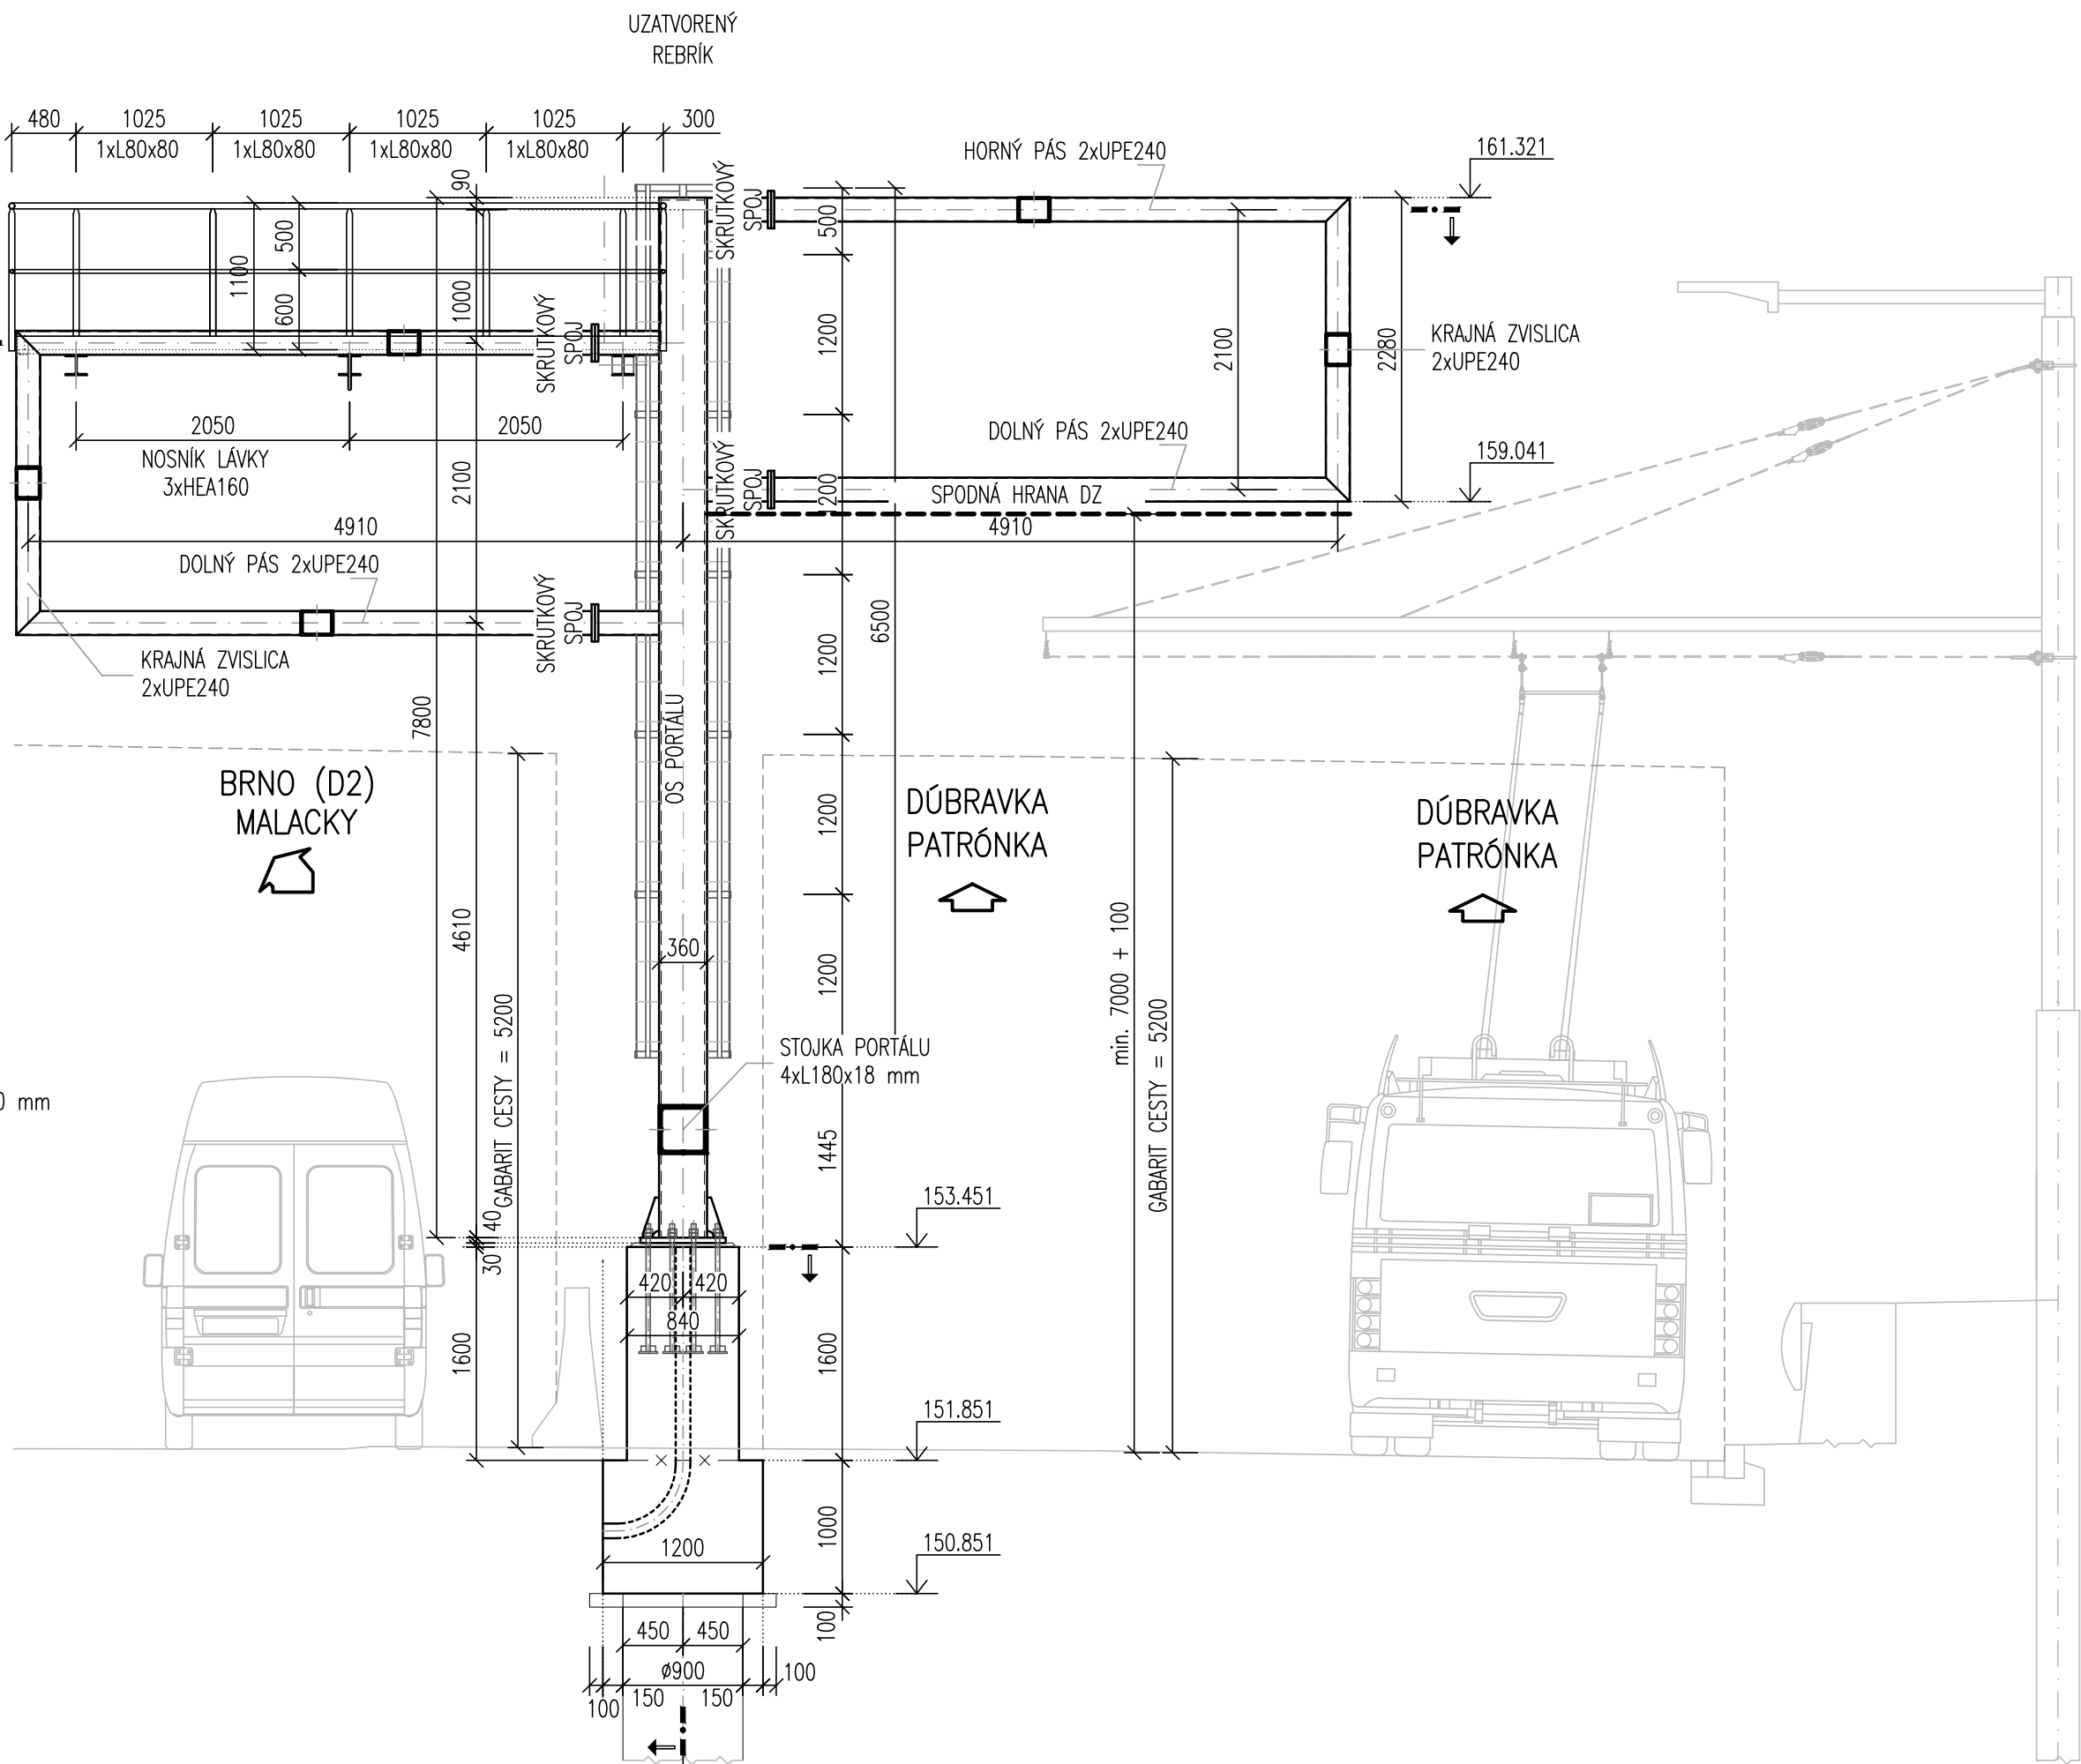 UZATVORENÝ
REBRÍK
480
1025
1025
1025
1025
300
1xL80x80
1xL80x80
1xL80x80
1xL80x80
HORNÝ PÁS 2xUPE240
161.321
90
SKRUTKOVÝ
SPOJ
500
500
1100
600
1000
1200
2100
2280
KRAJNÁ ZVISLICA
2xUPE240
SKRUTKOVÝ
SPOJ
2050
2050
NOSNÍK LÁVKY
3xHEA160
2100
DOLNÝ PÁS 2xUPE240
159.041
SKRUTKOVÝ
SPOJ
1200
SPODNÁ HRANA DZ
4910
4910
DOLNÝ PÁS 2xUPE240
SKRUTKOVÝ
SPOJ
6500
1200
KRAJNÁ ZVISLICA
2xUPE240
7800
OS PORTÁLU
BRNO (D2)
MALACKY
1200
DÚBRAVKA
PATRÓNKA
DÚBRAVKA
PATRÓNKA
4610
360
1200
min. 7000 + 100
GABARIT CESTY = 5200
GABARIT CESTY = 5200
STOJKA PORTÁLU
4xL180x18 mm
0 mm
1445
153.451
40
30
420
420
840
1600
1600
151.851
1000
1200
150.851
100
450
450
ø900
100
100
150
150